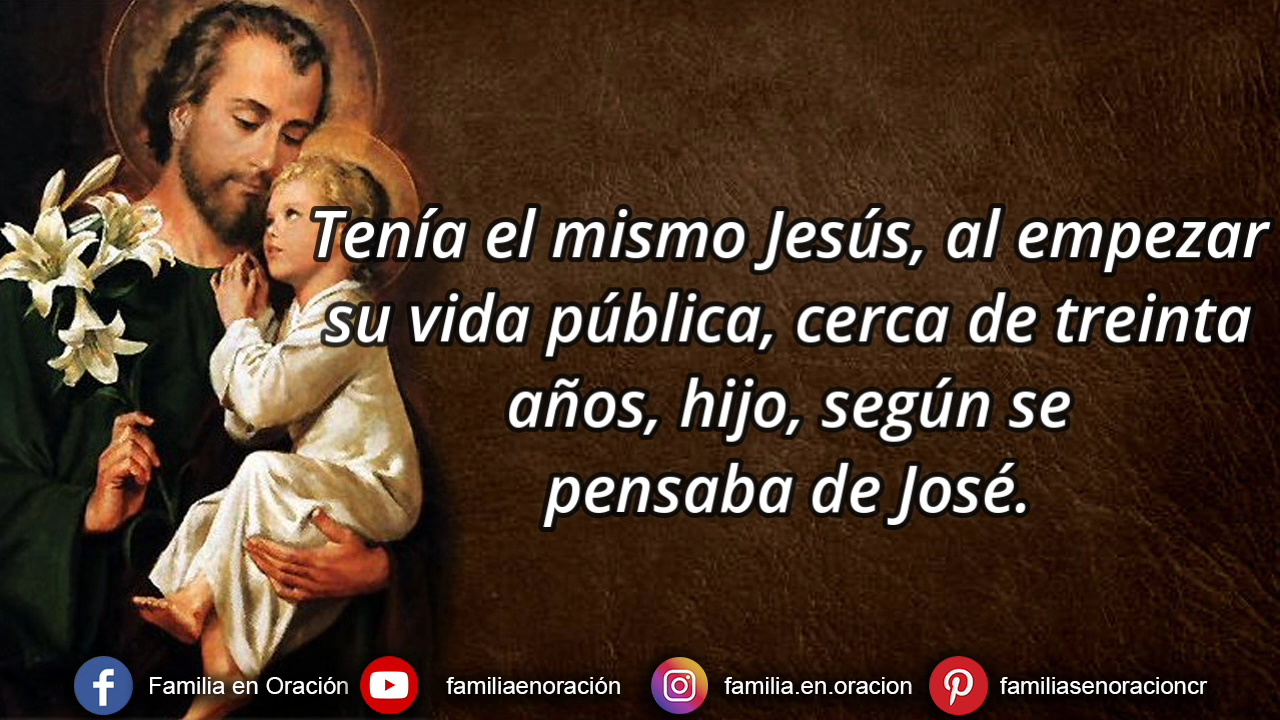 Tenía el mismo Jesús, al empezar
su vida pública, cerca de treinta
años, hijo, según se
pensaba de José.
Familia en Oración familiaenoración familia.en.oracion familiasenoracioncr